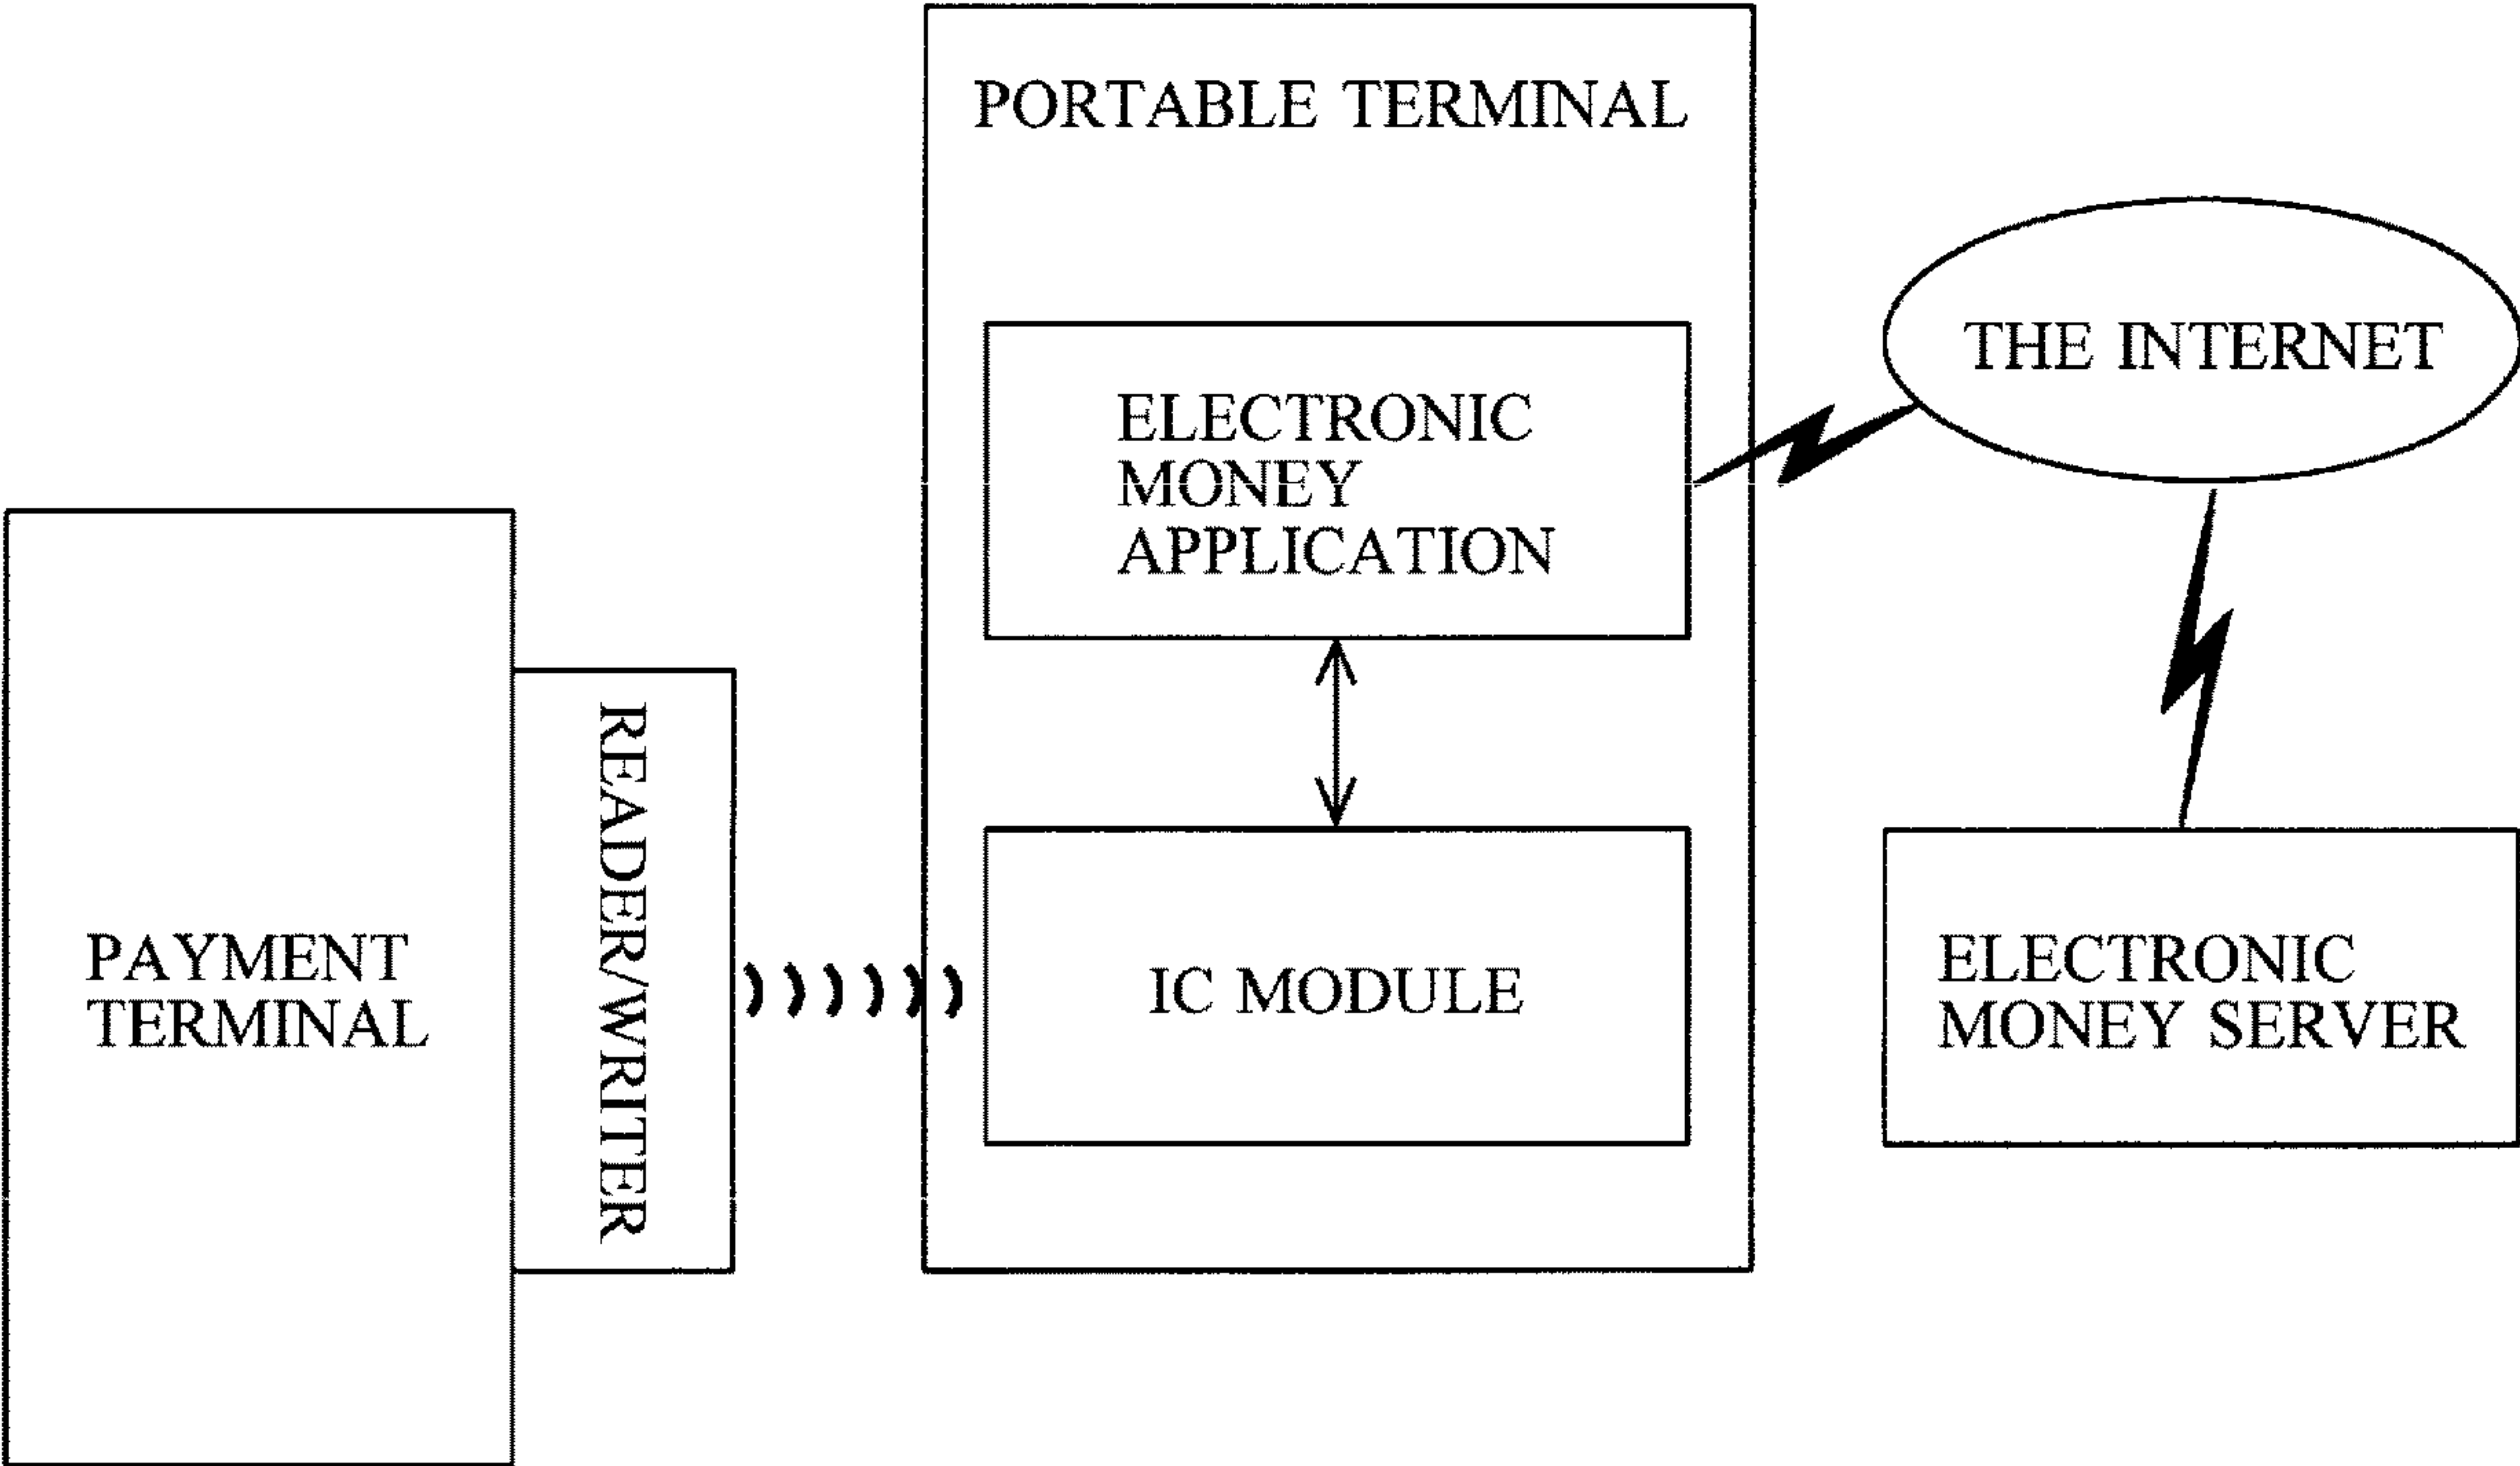 PORTABLE TERMINAL
THE INTERNET
ELECTRONIC
MONEY
APPLICATION
READER/WRITER
PAYMENT
TERMINAL
IC MODULE
ELECTRONIC
MONEY SERVER